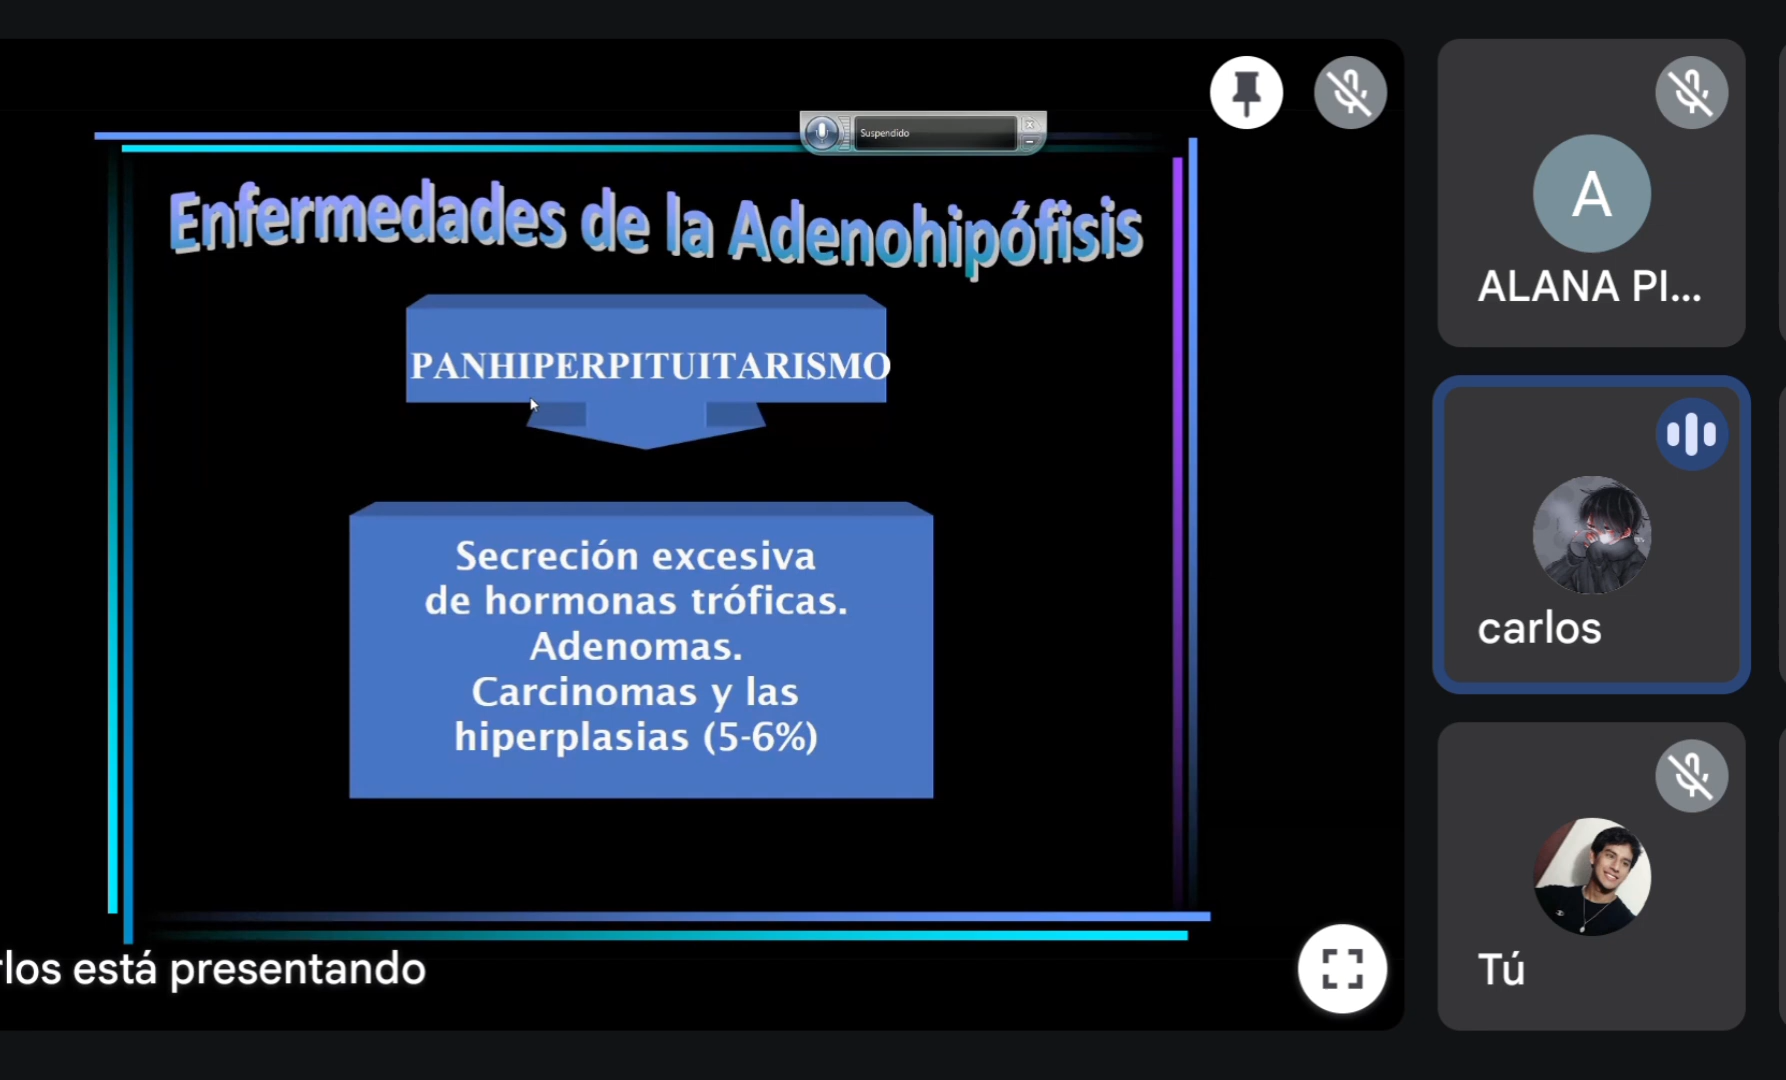 Suspendido
Enfermedades de la Adenohipófisis
PANHIPERPITUITARISMO
Secreción excesiva
de hormonas tróficas.
Adenomas.
Carcinomas y las
hiperplasias (5-6%)
rlos está presentando
A
ALANA PI...
carlos
Tú